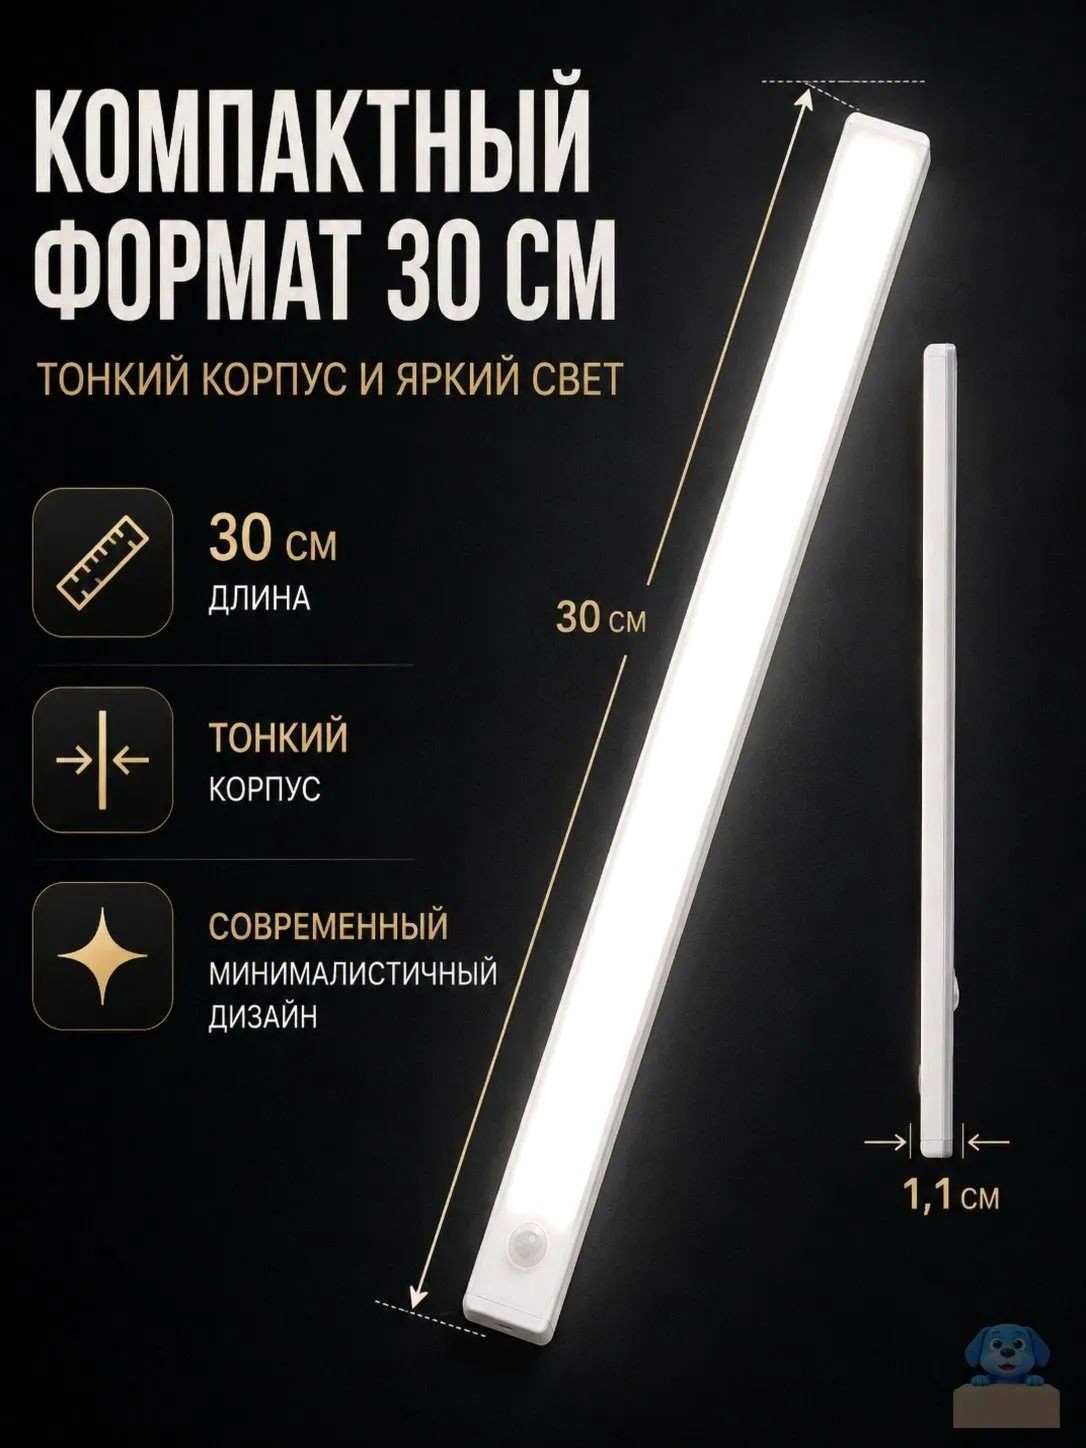 КОМПАКТНЫЙ
ФОРМАТ 30 СМ
ТОНКИЙ КОРПУС И ЯРКИЙ СВЕТ
30 СМ
ДЛИНА
ТОНКИЙ
КОРПУС
СОВРЕМЕННЫЙ
МИНИМАЛИСТИЧНЫЙ
ДИЗАЙН
30 СМ
1,1 СМ